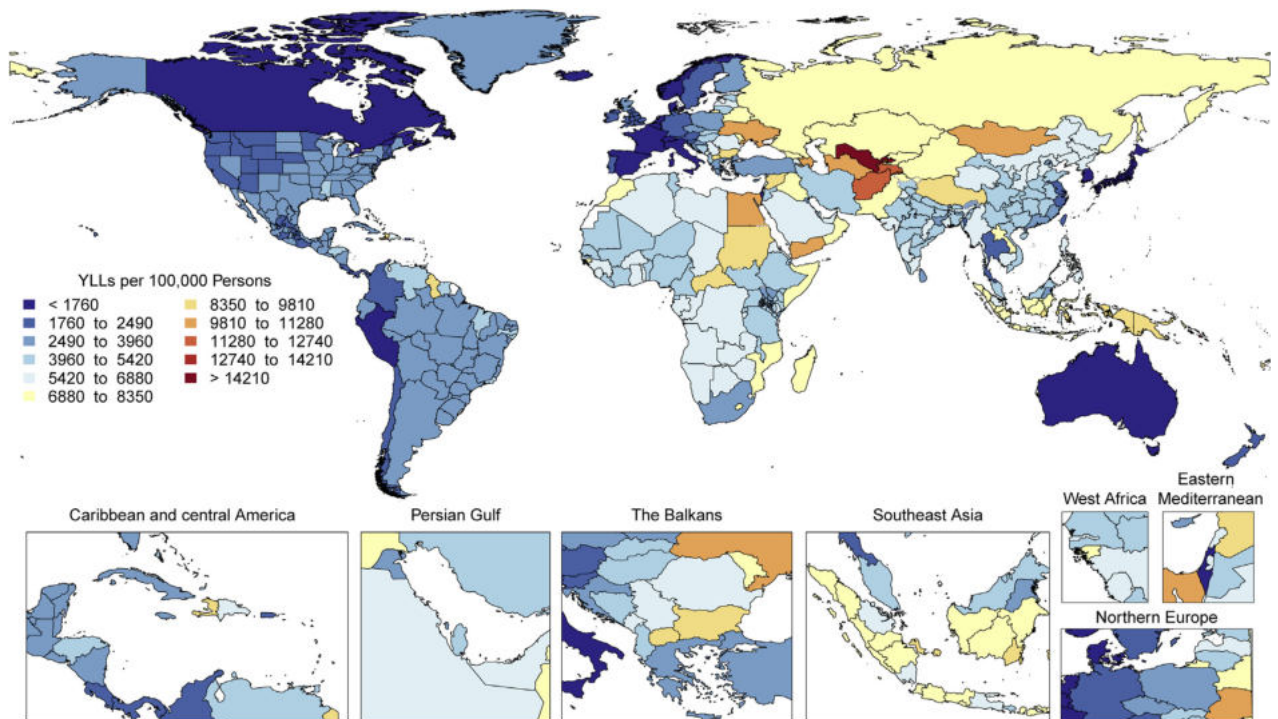 YLLs per 100,000 Persons
< 1760
1760 to 2490
2490 to 3960
3960 to 5420
5420 to 6880
6880 to 8350
8350 to 9810
9810 to 11280
11280 to 12740
12740 to 14210
> 14210
Caribbean and central America
Persian Gulf
The Balkans
Southeast Asia
West Africa
Eastern
Mediterranean
Northern Europe